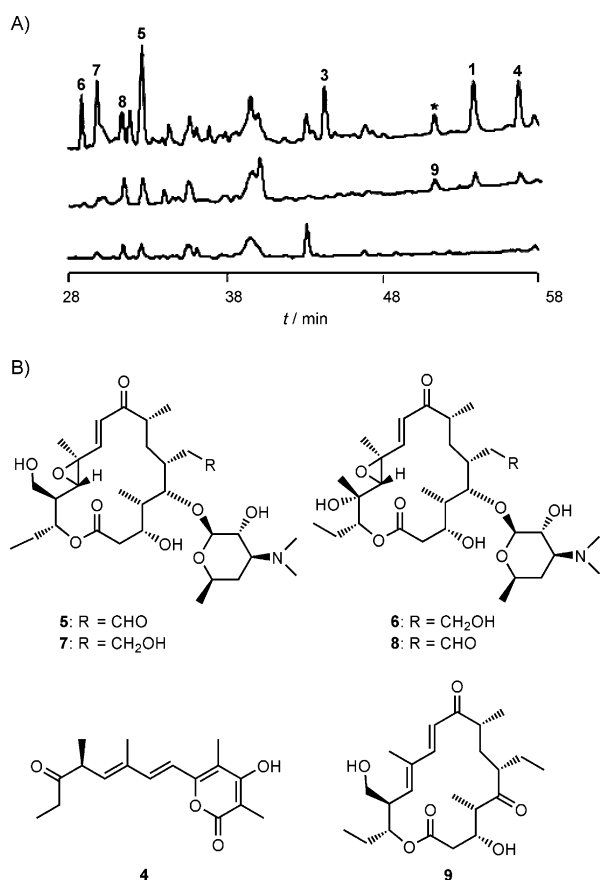 A)
6 7 8 5 3 * 1 4
9
28 38 48 58
t / min
B)
O
HO O H R
O O O HO
OH O N
5: R = CHO
7: R = CH₂OH
O
O H R
HO O O O OH
OH O N
6: R = CH₂OH
8: R = CHO
O OH
O
O
4
O
HO
O O
O OH
9